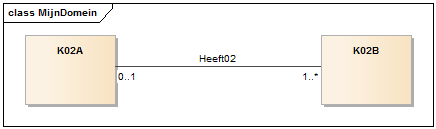 class MijnDomein
K02A
K02B
Heeft02
0..1
1..*